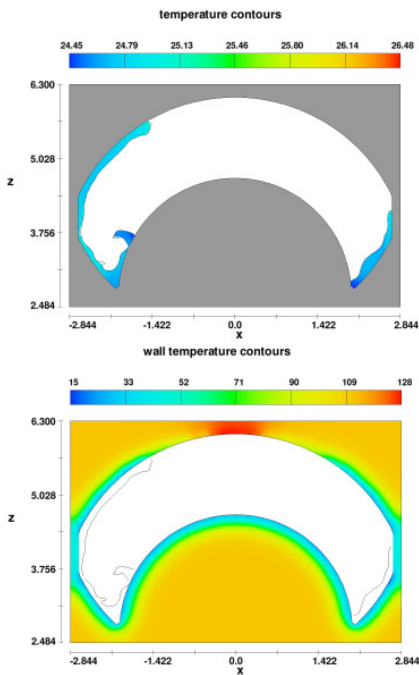 temperature contours
24.45 24.79 25.13 25.46 25.80 26.14 26.48
6.300
5.028
z
3.756
2.484
-2.844 -1.422 0.0 1.422 2.844
x
wall temperature contours
15 33 52 71 90 109 128
6.300
5.028
z
3.756
2.484
-2.844 -1.422 0.0 1.422 2.844
x